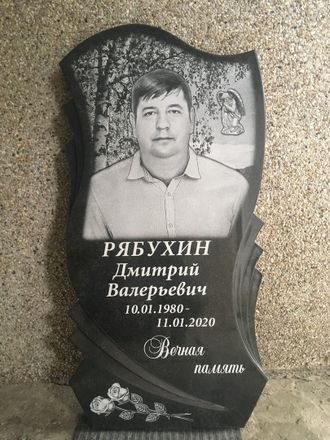 РЯБУХИН
Дмитрий
Валерьевич
10.01.1980-
11.01.2020
Вечная
память